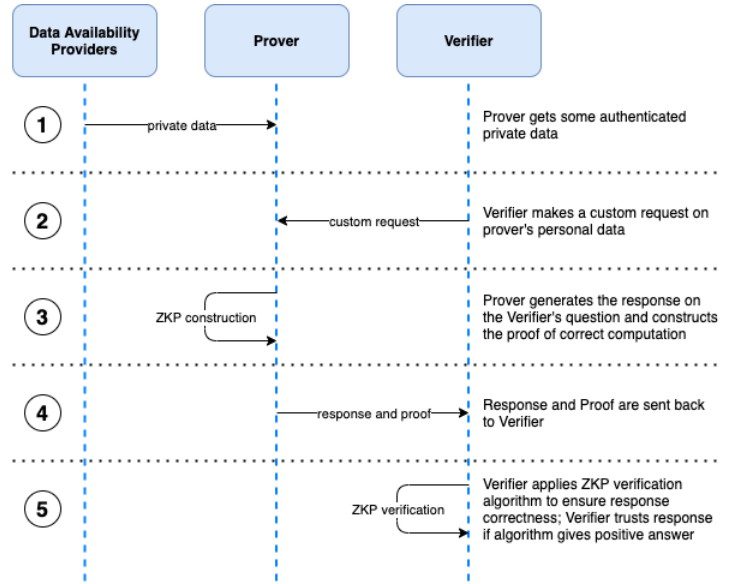 Data Availability
Providers
Prover
Verifier
1
private data
Prover gets some authenticated
private data
2
custom request
Verifier makes a custom request on
prover's personal data
3
ZKP construction
Prover generates the response on
the Verifier's question and constructs
the proof of correct computation
4
response and proof
Response and Proof are sent back
to Verifier
5
ZKP verification
Verifier applies ZKP verification
algorithm to ensure response
correctness; Verifier trusts response
if algorithm gives positive answer